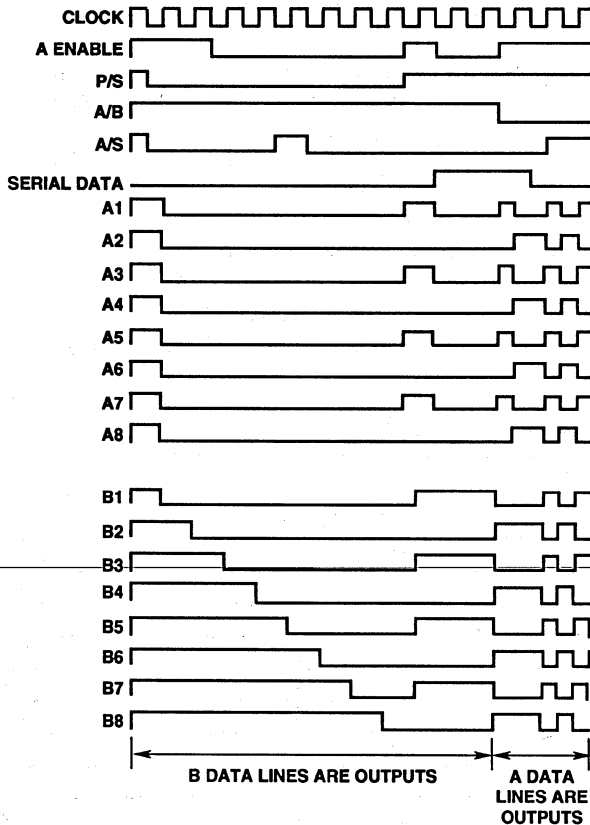 CLOCK
A ENABLE
P/S
A/B
A/S
SERIAL DATA
A1
A2
A3
A4
A5
A6
A7
A8
B1
B2
B3
B4
B5
B6
B7
B8
B DATA LINES ARE OUTPUTS
A DATA
LINES ARE
OUTPUTS